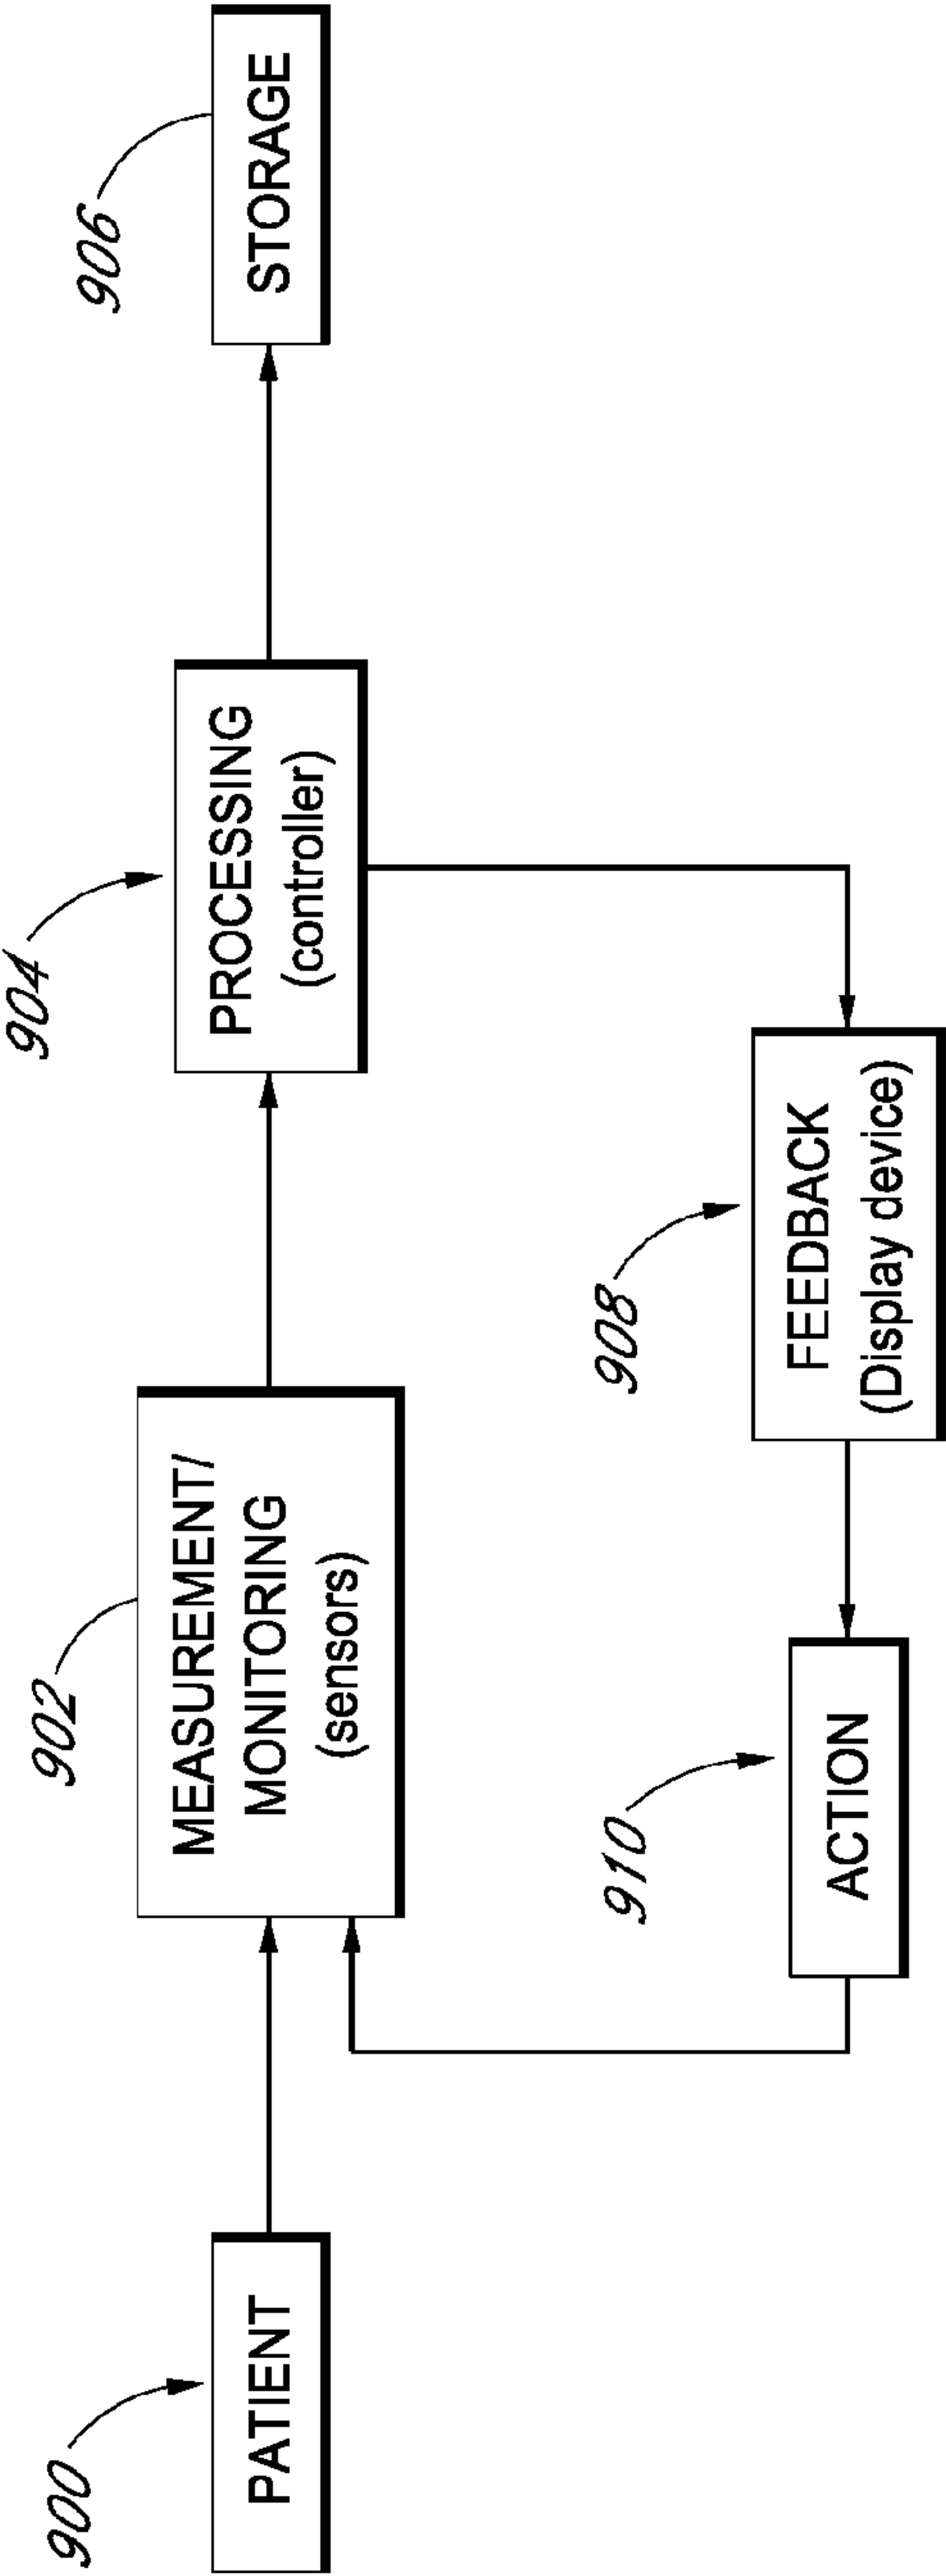 900
PATIENT
902
MEASUREMENT/
MONITORING
(sensors)
904
PROCESSING
(controller)
906
STORAGE
908
FEEDBACK
(Display device)
910
ACTION